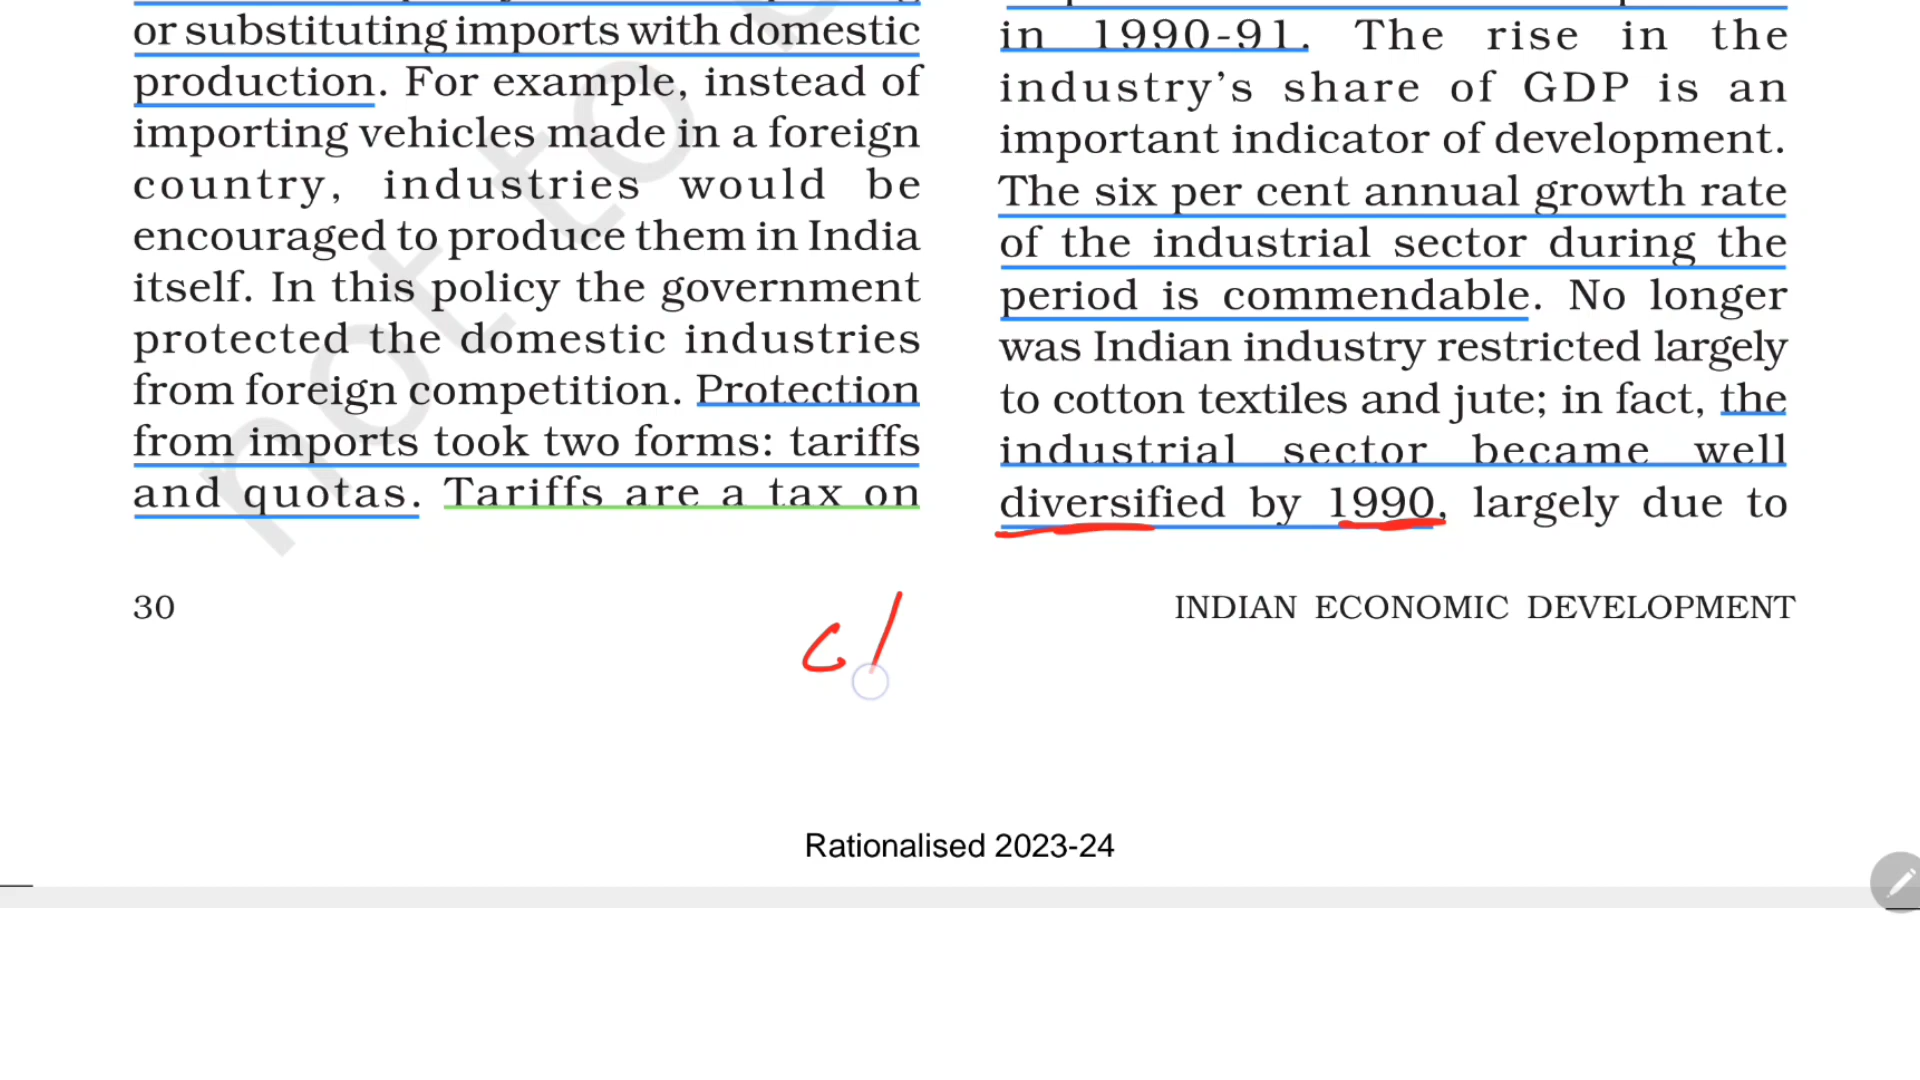 or substituting imports with domestic
production. For example, instead of
importing vehicles made in a foreign
country, industries would be
encouraged to produce them in India
itself. In this policy the government
protected the domestic industries
from foreign competition. Protection
from imports took two forms: tariffs
and quotas. Tariffs are a tax on
in 1990-91. The rise in the
industry’s share of GDP is an
important indicator of development.
The six per cent annual growth rate
of the industrial sector during the
period is commendable. No longer
was Indian industry restricted largely
to cotton textiles and jute; in fact, the
industrial sector became well
diversified by 1990, largely due to
30
INDIAN ECONOMIC DEVELOPMENT
Rationalised 2023-24
not to